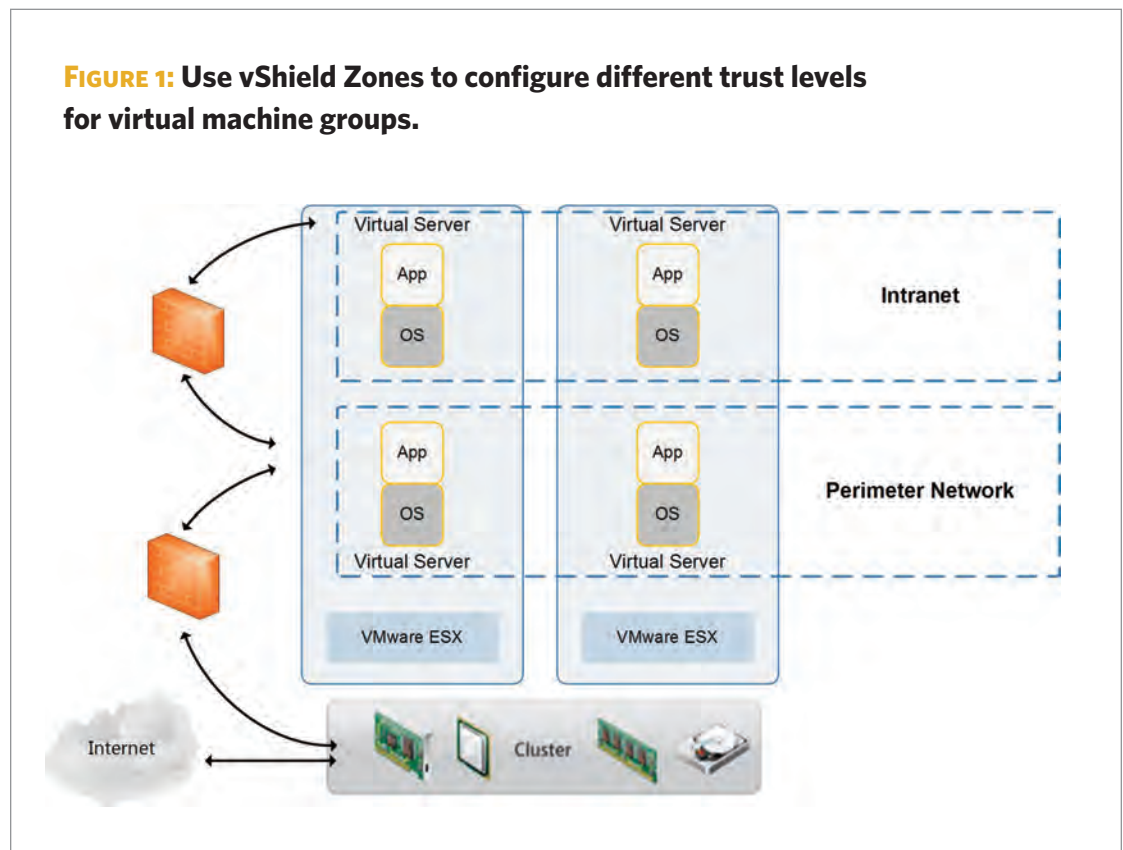 FIGURE 1: Use vShield Zones to configure different trust levels
for virtual machine groups.
Virtual Server
Virtual Server
App
App
Intranet
OS
OS
App
App
Perimeter Network
OS
OS
Virtual Server
Virtual Server
VMware ESX
VMware ESX
Internet
Cluster